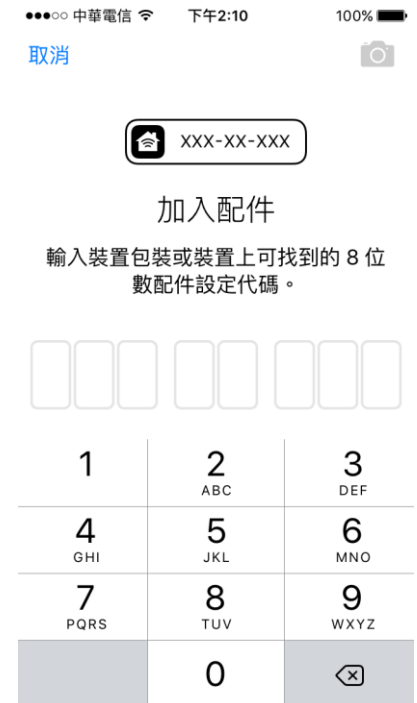 中華電信 下午2:10 100%
取消
XXX-XX-XXX
加入配件
輸入裝置包裝或裝置上可找到的 8 位
數配件設定代碼。
1 2 3
ABC DEF
4 5 6
GHI JKL MNO
7 8 9
PQRS TUV WXYZ
0